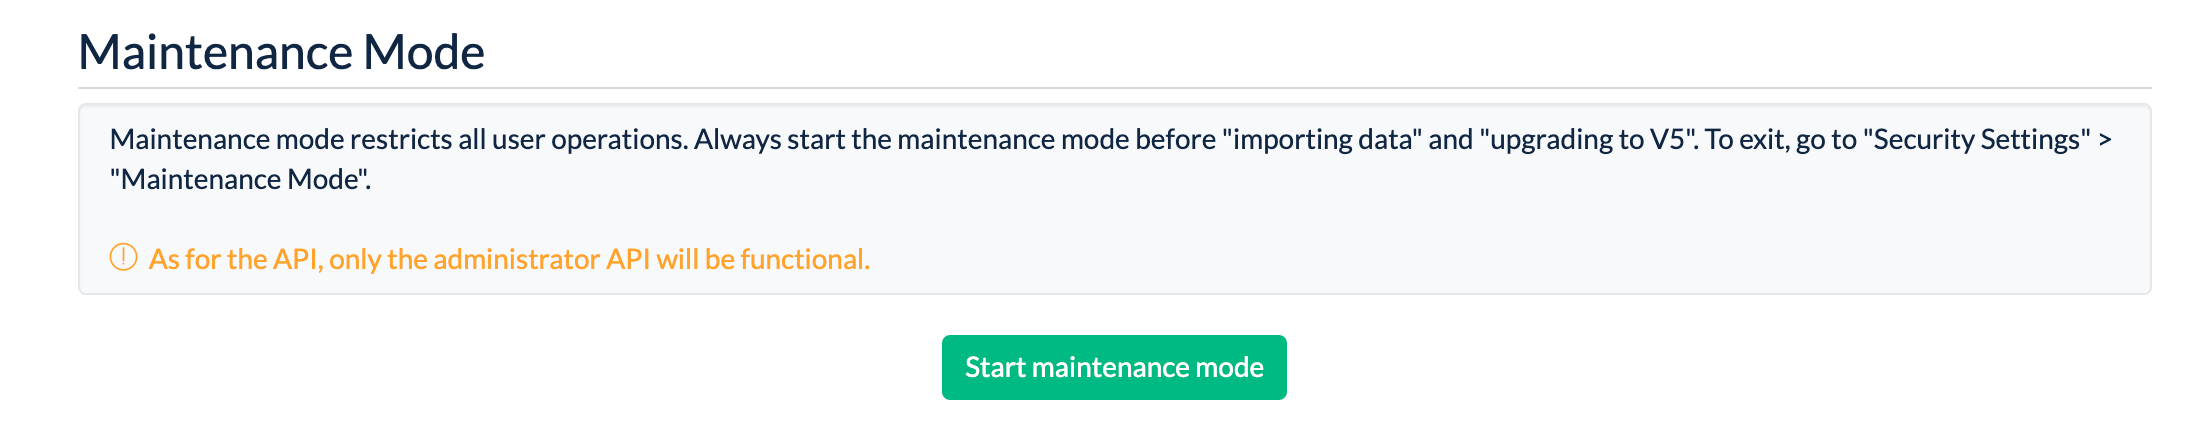 Maintenance Mode
Maintenance mode restricts all user operations. Always start the maintenance mode before "importing data" and "upgrading to V5". To exit, go to "Security Settings" >
"Maintenance Mode".
As for the API, only the administrator API will be functional.
Start maintenance mode